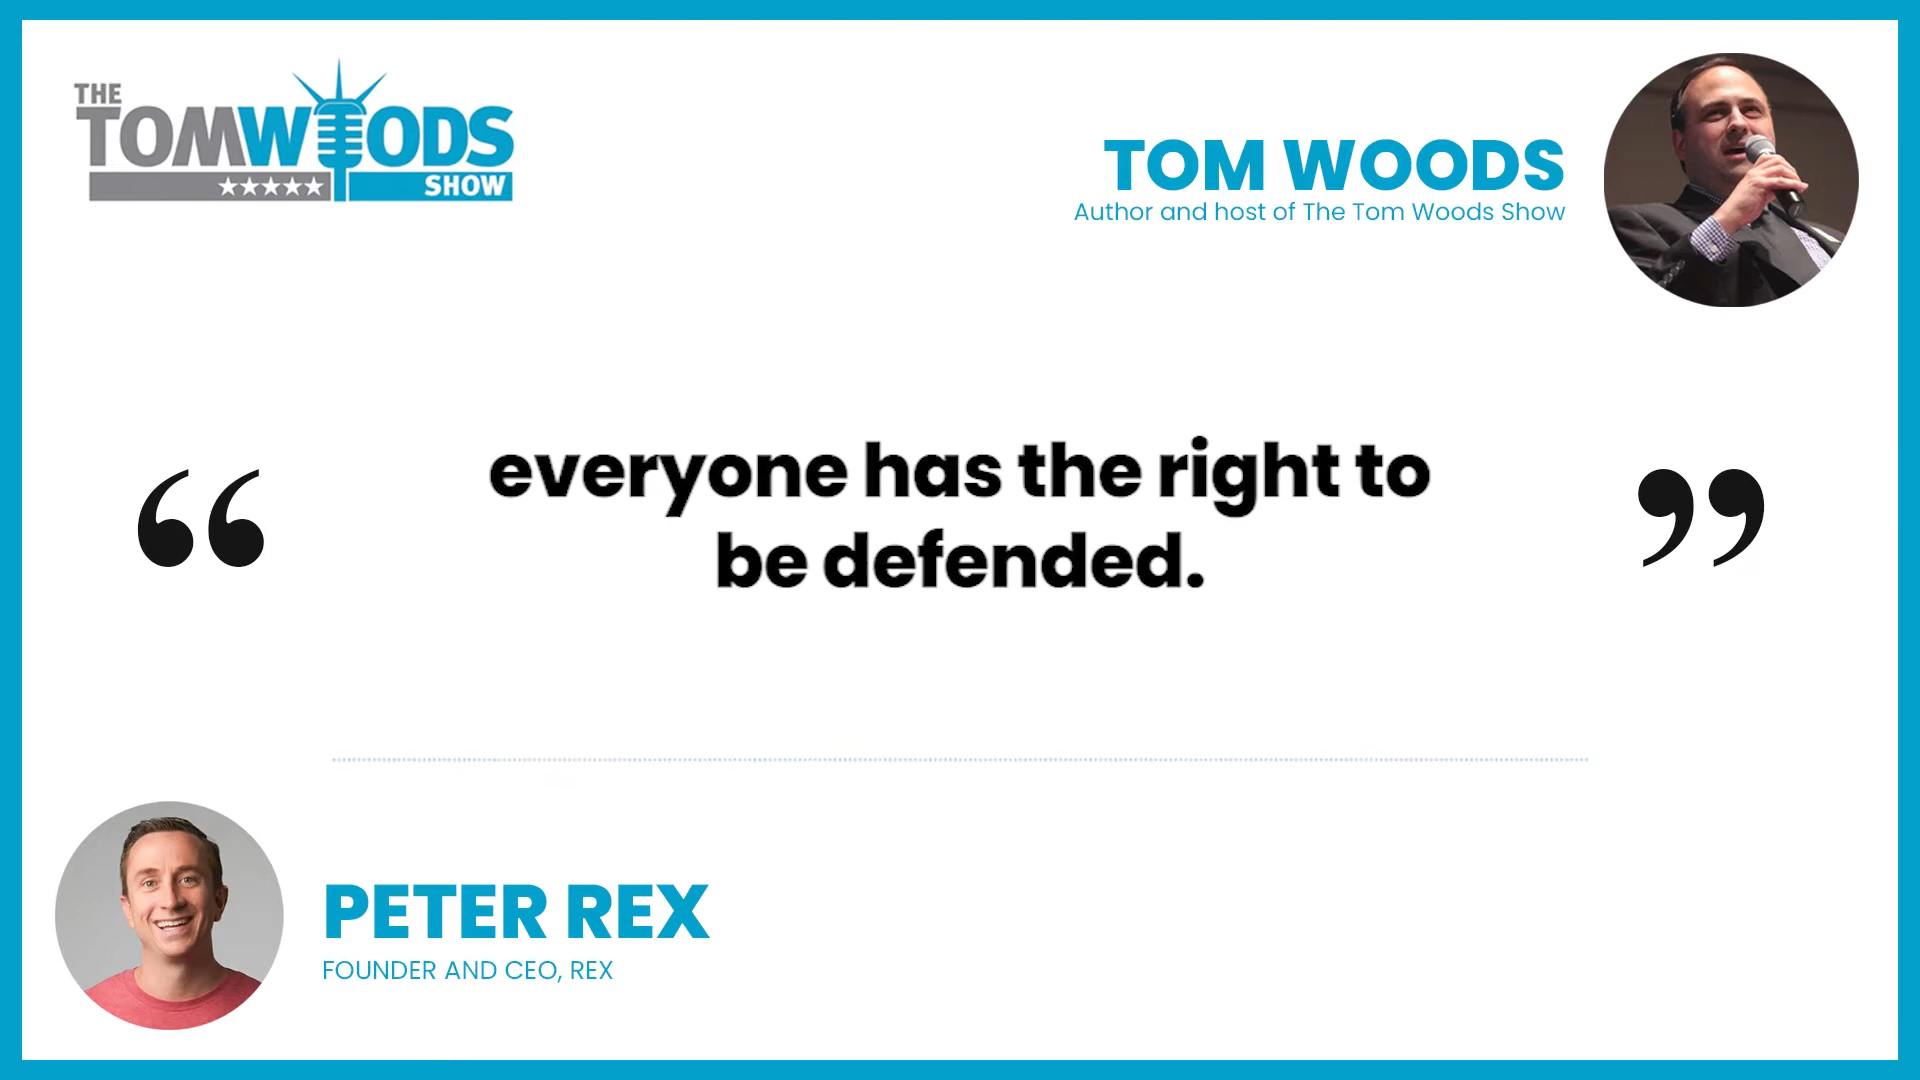 THE
TOMWOODS
SHOW
TOM WOODS
Author and host of The Tom Woods Show
“everyone has the right to
be defended.”
PETER REX
FOUNDER AND CEO, REX